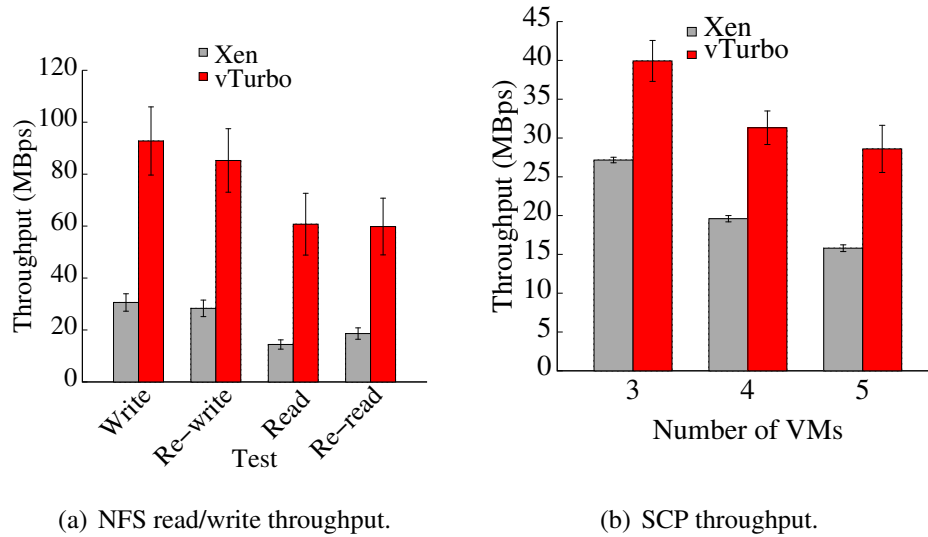 Xen
vTurbo
120
100
80
60
40
20
0
Throughput (MBps)
Write
Re-write
Read
Re-read
Test
(a) NFS read/write throughput.
Xen
vTurbo
45
40
35
30
25
20
15
10
5
0
Throughput (MBps)
3
4
5
Number of VMs
(b) SCP throughput.